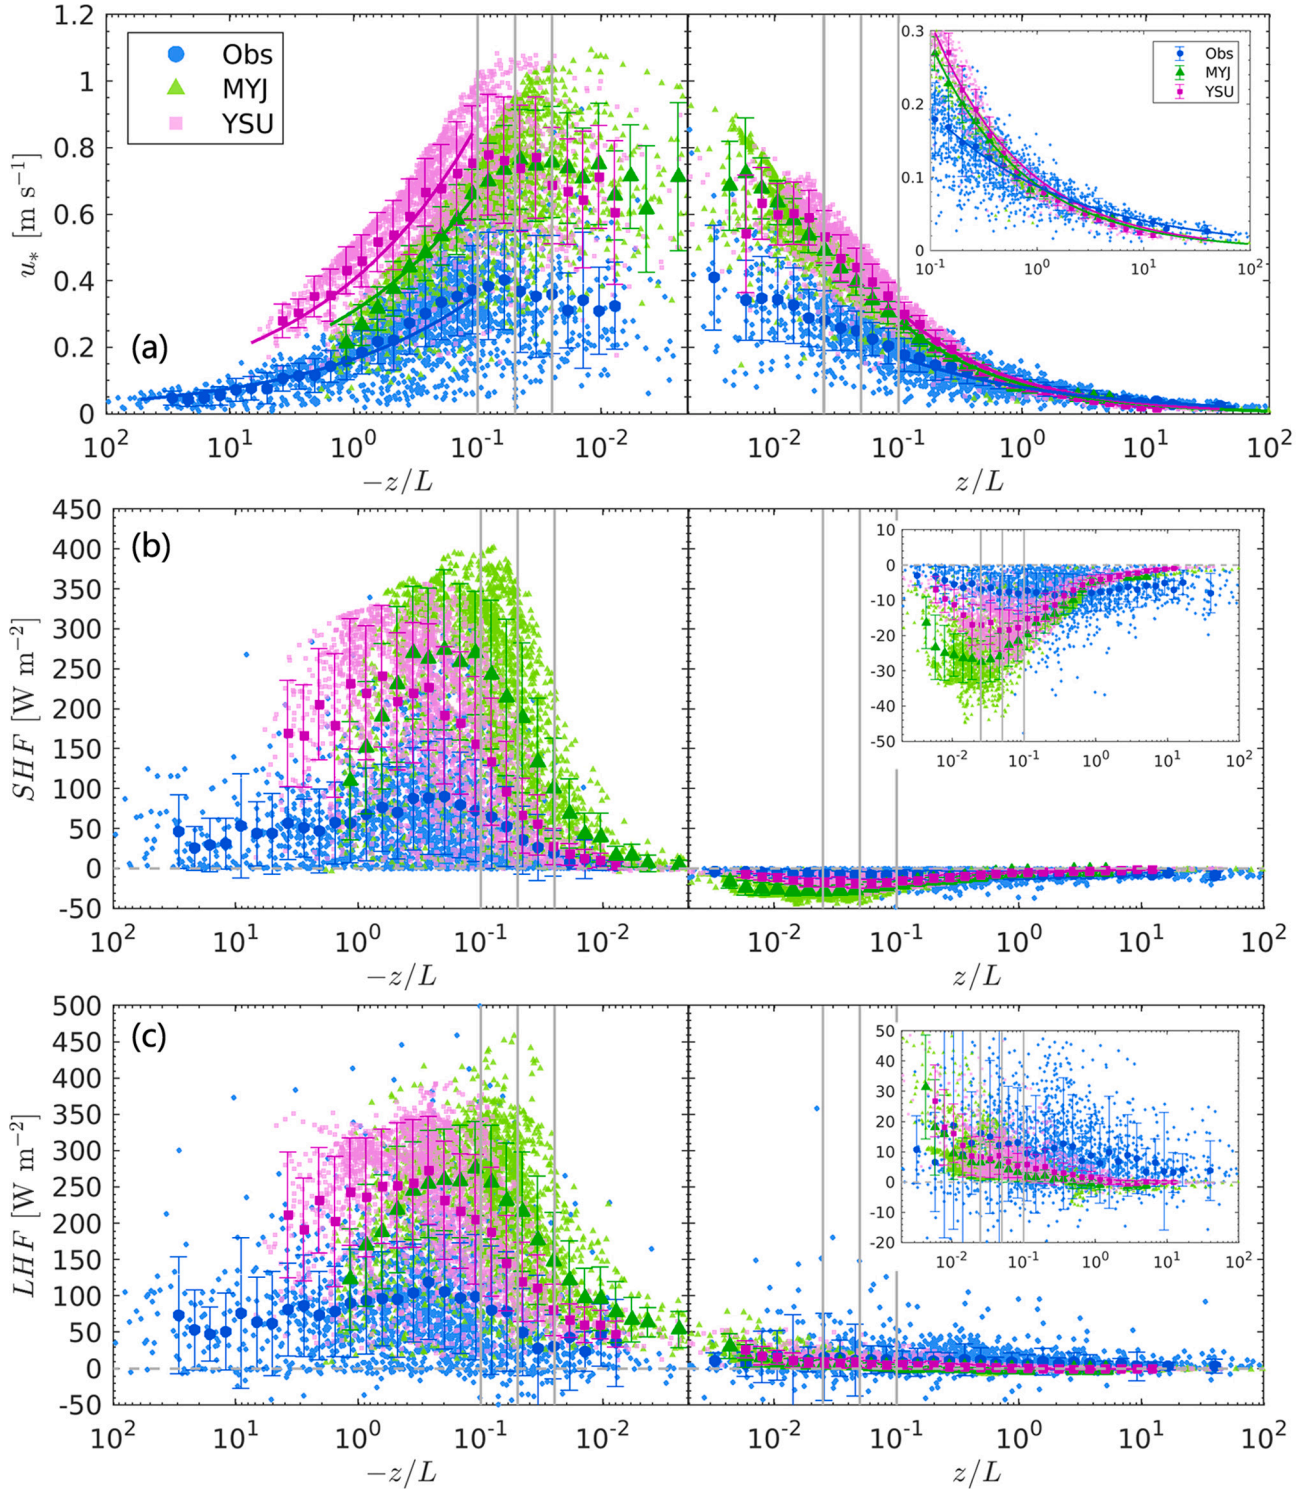 (a)
Obs
MYJ
YSU
1.2
1
0.8
0.6
0.4
0.2
0
u* [m s⁻¹]
10² 10¹ 10⁰ 10⁻¹ 10⁻² 10⁻² 10⁻¹ 10⁰ 10¹ 10²
−z/L z/L
0.3
0.2
0.1
0
10⁻¹ 10⁰ 10¹ 10²
Obs
MYJ
YSU
(b)
450
400
350
300
250
200
150
100
50
0
-50
SHF [W m⁻²]
10² 10¹ 10⁰ 10⁻¹ 10⁻² 10⁻² 10⁻¹ 10⁰ 10¹ 10²
−z/L z/L
10
0
-10
-20
-30
-40
-50
10⁻² 10⁻¹ 10⁰ 10¹ 10²
(c)
500
450
400
350
300
250
200
150
100
50
0
-50
LHF [W m⁻²]
10² 10¹ 10⁰ 10⁻¹ 10⁻² 10⁻² 10⁻¹ 10⁰ 10¹ 10²
−z/L z/L
50
40
30
20
10
0
-10
-20
10⁻² 10⁻¹ 10⁰ 10¹ 10²